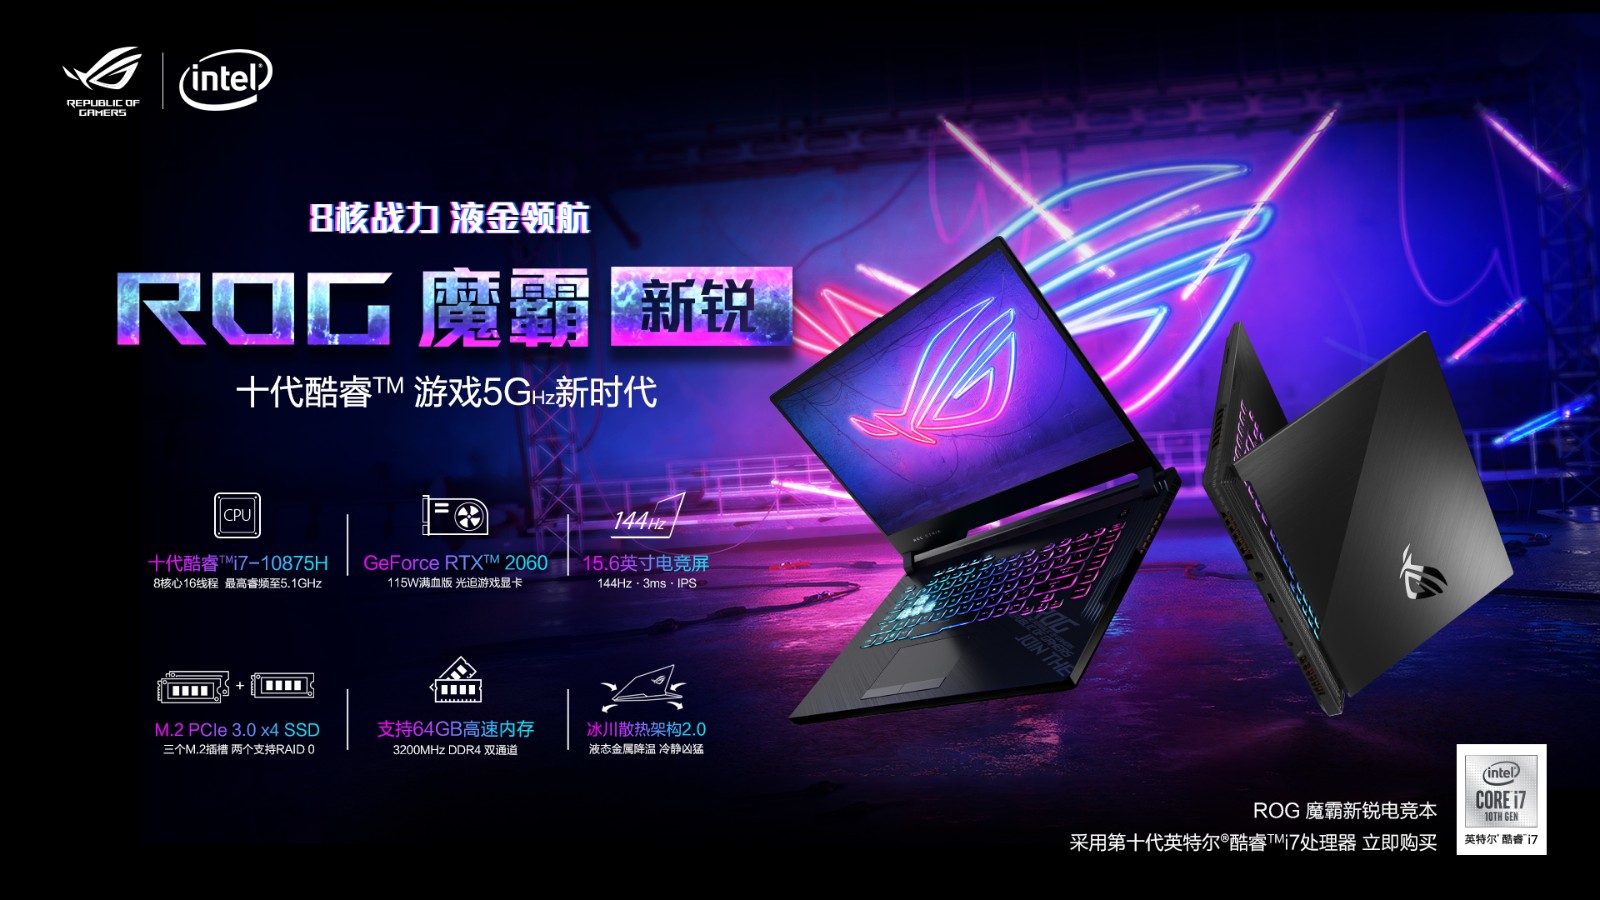 REPUBLIC OF
GAMERS
intel
8核战力 液金领航
ROG 魔霸 新锐
十代酷睿™ 游戏5GHz新时代
CPU
十代酷睿™i7-10875H
8核心16线程 最高睿频至5.1GHz
GeForce RTX™ 2060
115W满血版 光追游戏显卡
144Hz
15.6英寸电竞屏
144Hz · 3ms · IPS
M.2 PCIe 3.0 x4 SSD
三个M.2插槽 两个支持RAID 0
支持64GB高速内存
3200MHz DDR4 双通道
冰川散热架构2.0
液态金属降温 冷静凶猛
ROG 魔霸新锐电竞本
采用第十代英特尔®酷睿™i7处理器 立即购买
intel
CORE i7
10TH GEN
英特尔® 酷睿™ i7